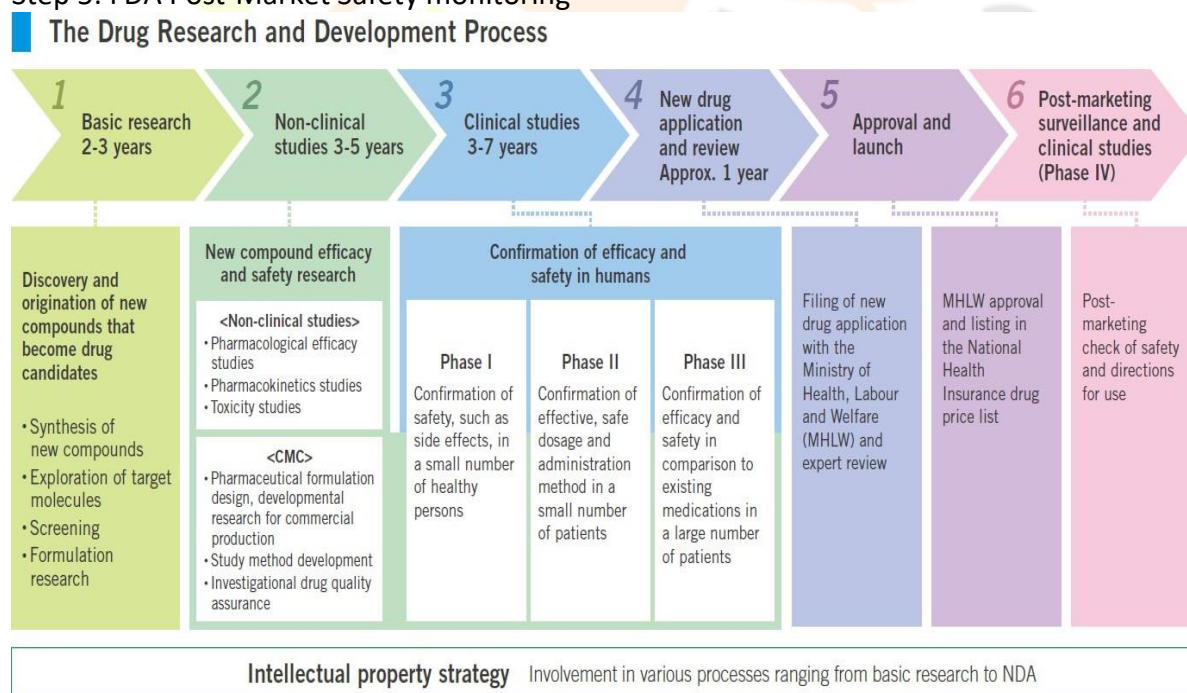 Step 5: FDA Post-Market Safety monitoring
The Drug Research and Development Process
1
Basic research
2-3 years
2
Non-clinical
studies 3-5 years
3
Clinical studies
3-7 years
4
New drug
application
and review
Approx. 1 year
5
Approval and
launch
6
Post-marketing
surveillance and
clinical studies
(Phase IV)
Discovery and
origination of new
compounds that
become drug
candidates
• Synthesis of
new compounds
• Exploration of target
molecules
• Screening
• Formulation
research
New compound efficacy
and safety research
<Non-clinical studies>
• Pharmacological efficacy
studies
• Pharmacokinetics studies
• Toxicity studies
<CMC>
• Pharmaceutical formulation
design, developmental
research for commercial
production
• Study method development
• Investigational drug quality
assurance
Confirmation of efficacy and
safety in humans
Phase I
Confirmation of
safety, such as
side effects, in
a small number
of healthy
persons
Phase II
Confirmation of
effective, safe
dosage and
administration
method in a
small number
of patients
Phase III
Confirmation of
efficacy and
safety in
comparison to
existing
medications in
a large number
of patients
Filing of new
drug application
with the
Ministry of
Health, Labour
and Welfare
(MHLW) and
expert review
MHLW approval
and listing in
the National
Health
Insurance drug
price list
Post-
marketing
check of safety
and directions
for use
Intellectual property strategy Involvement in various processes ranging from basic research to NDA